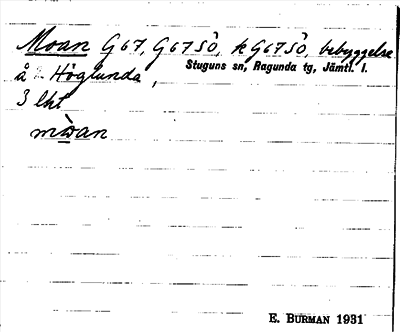 Moan G67, G67SÖ, kG67SÖ, bebyggelse
å Höglunda, Stuguns sn, Ragunda tg, Jämtl. l.
3 lht
mòan
E. BURMAN 1931